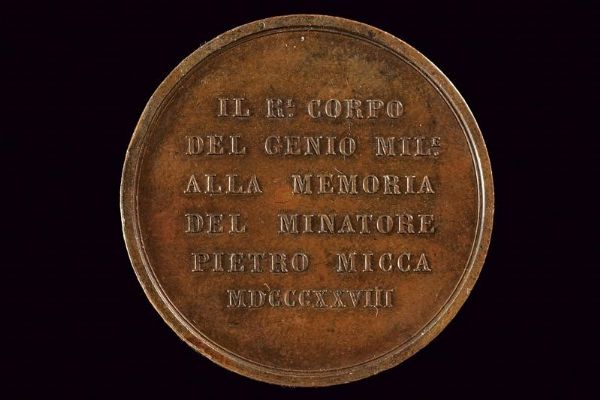 IL R.ͤ CORPO
DEL GENIO MIL.ͤ
ALLA MEMORIA
DEL MINATORE
PIETRO MICCA
MDCCCXXVIII